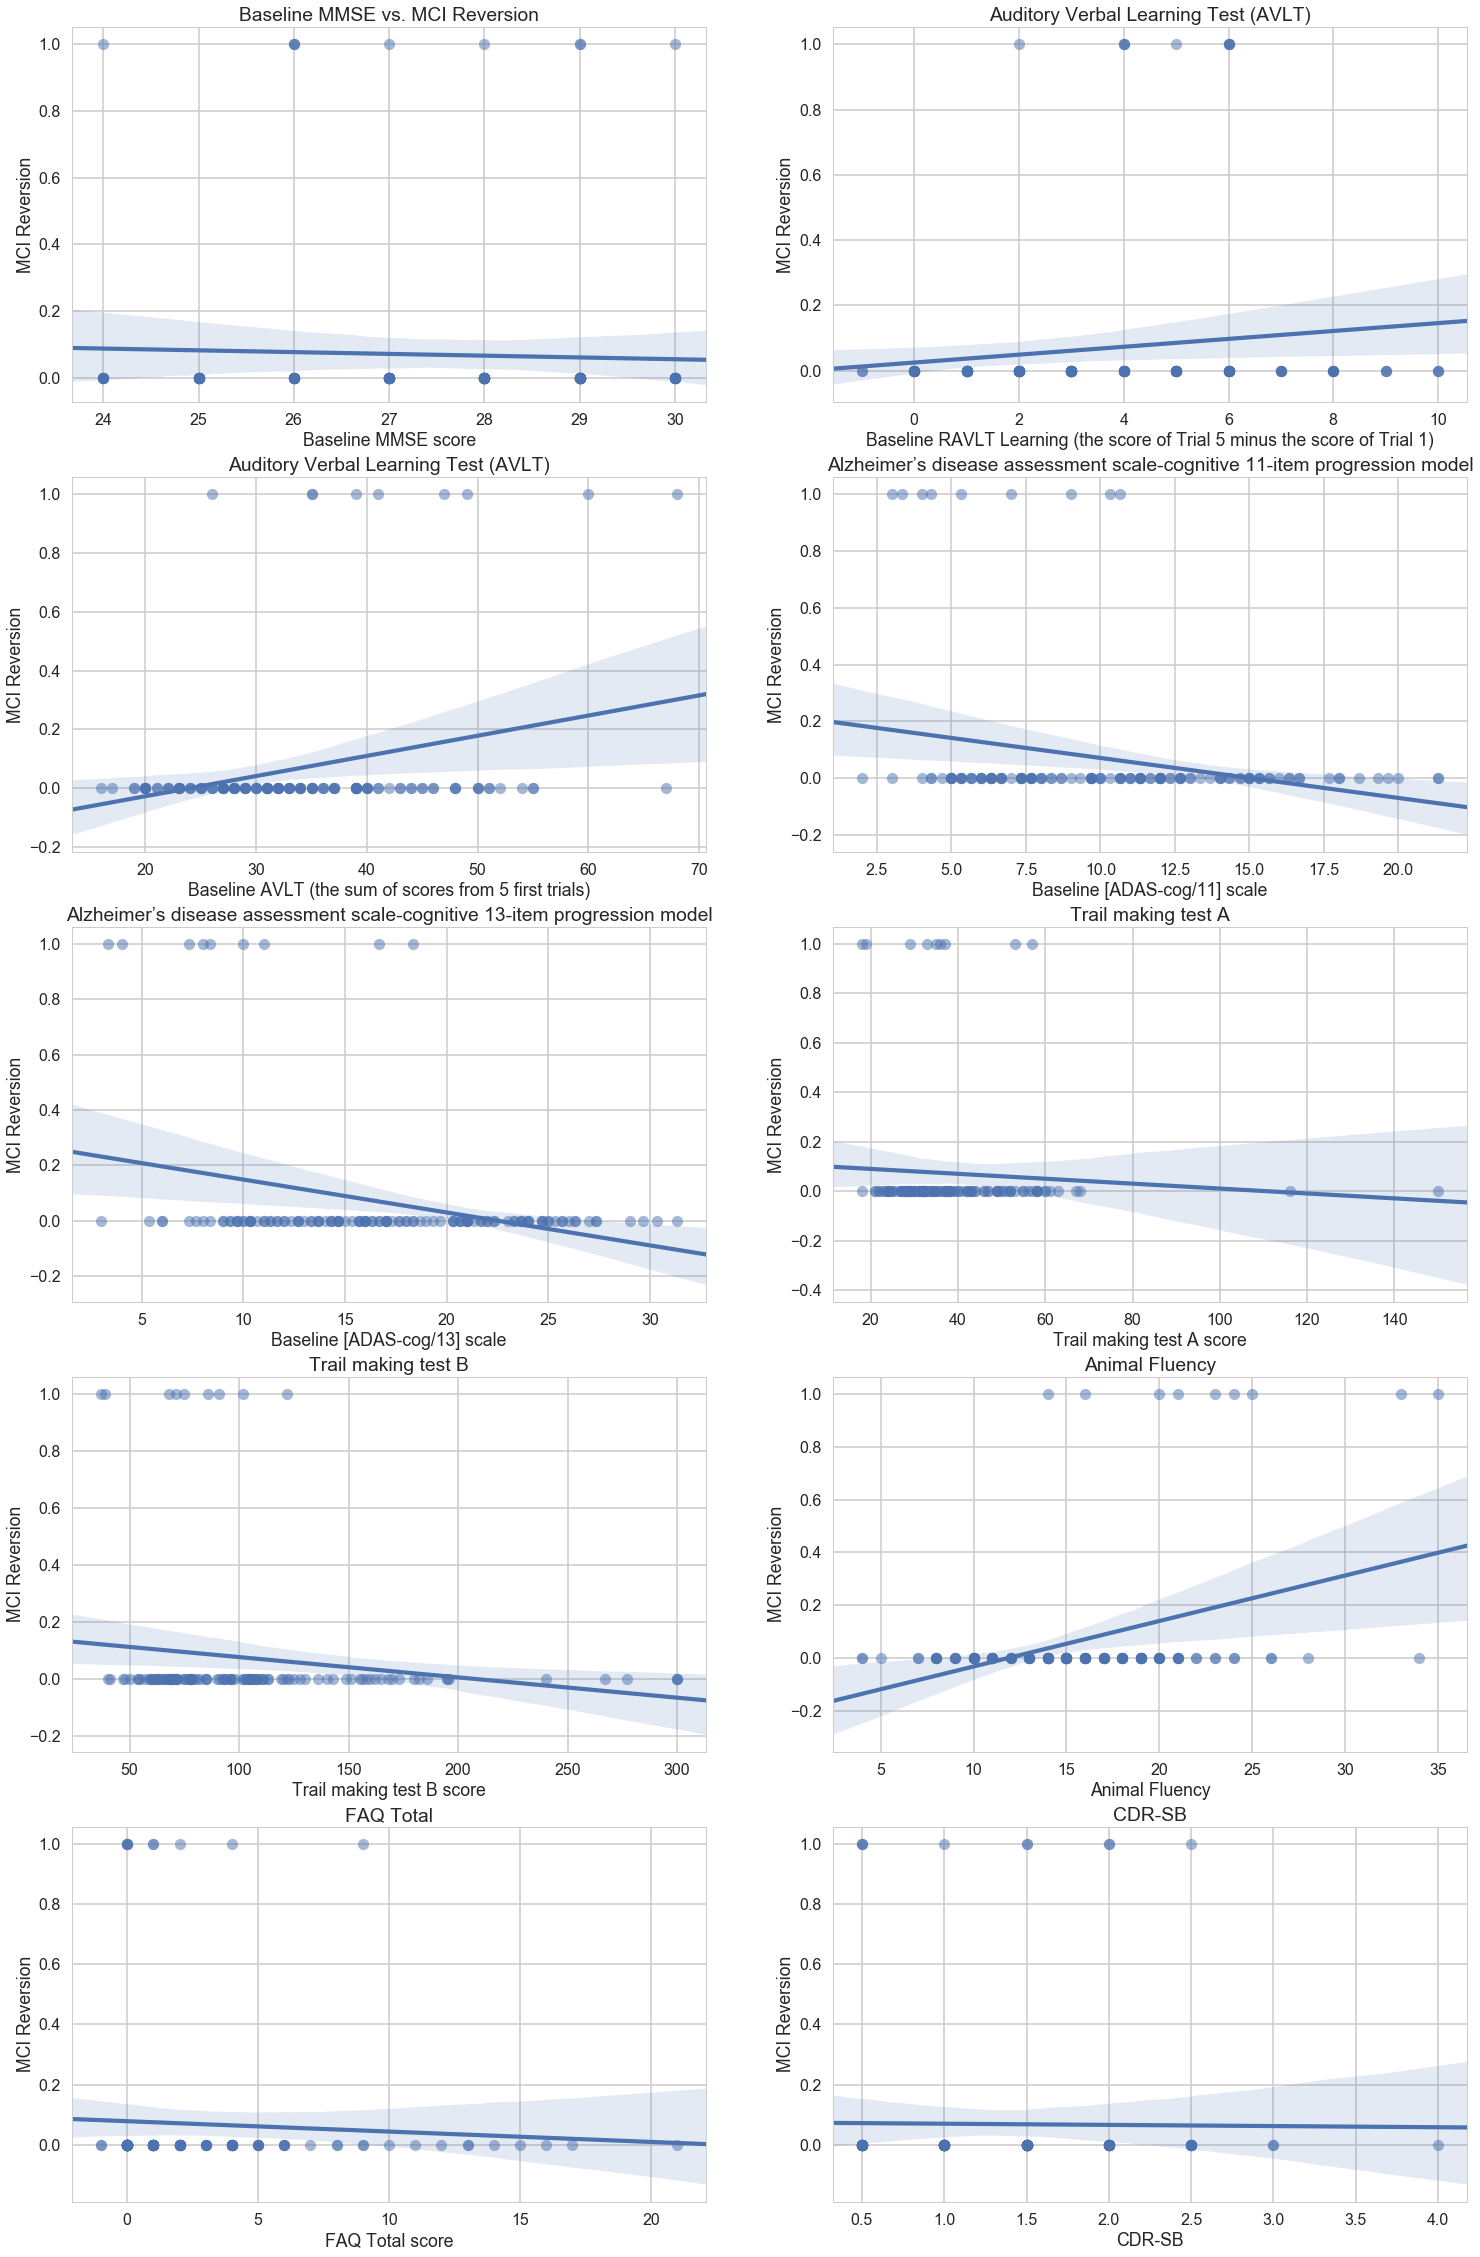 Baseline MMSE vs. MCI Reversion
MCI Reversion
1.0
0.8
0.6
0.4
0.2
0.0
24 25 26 27 28 29 30
Baseline MMSE score
Auditory Verbal Learning Test (AVLT)
MCI Reversion
1.0
0.8
0.6
0.4
0.2
0.0
0 2 4 6 8 10
Baseline RAVLT Learning (the score of Trial 5 minus the score of Trial 1)
Auditory Verbal Learning Test (AVLT)
MCI Reversion
1.0
0.8
0.6
0.4
0.2
0.0
−0.2
20 30 40 50 60 70
Baseline AVLT (the sum of scores from 5 first trials)
Alzheimer's disease assessment scale-cognitive 11-item progression model
MCI Reversion
1.0
0.8
0.6
0.4
0.2
0.0
−0.2
2.5 5.0 7.5 10.0 12.5 15.0 17.5 20.0
Baseline [ADAS-cog/11] scale
Alzheimer's disease assessment scale-cognitive 13-item progression model
MCI Reversion
1.0
0.8
0.6
0.4
0.2
0.0
−0.2
5 10 15 20 25 30
Baseline [ADAS-cog/13] scale
Trail making test A
MCI Reversion
1.0
0.8
0.6
0.4
0.2
0.0
−0.2
−0.4
20 40 60 80 100 120 140
Trail making test A score
Trail making test B
MCI Reversion
1.0
0.8
0.6
0.4
0.2
0.0
−0.2
50 100 150 200 250 300
Trail making test B score
Animal Fluency
MCI Reversion
1.0
0.8
0.6
0.4
0.2
0.0
−0.2
5 10 15 20 25 30 35
Animal Fluency
FAQ Total
MCI Reversion
1.0
0.8
0.6
0.4
0.2
0.0
0 5 10 15 20
FAQ Total score
CDR-SB
MCI Reversion
1.0
0.8
0.6
0.4
0.2
0.0
0.5 1.0 1.5 2.0 2.5 3.0 3.5 4.0
CDR-SB